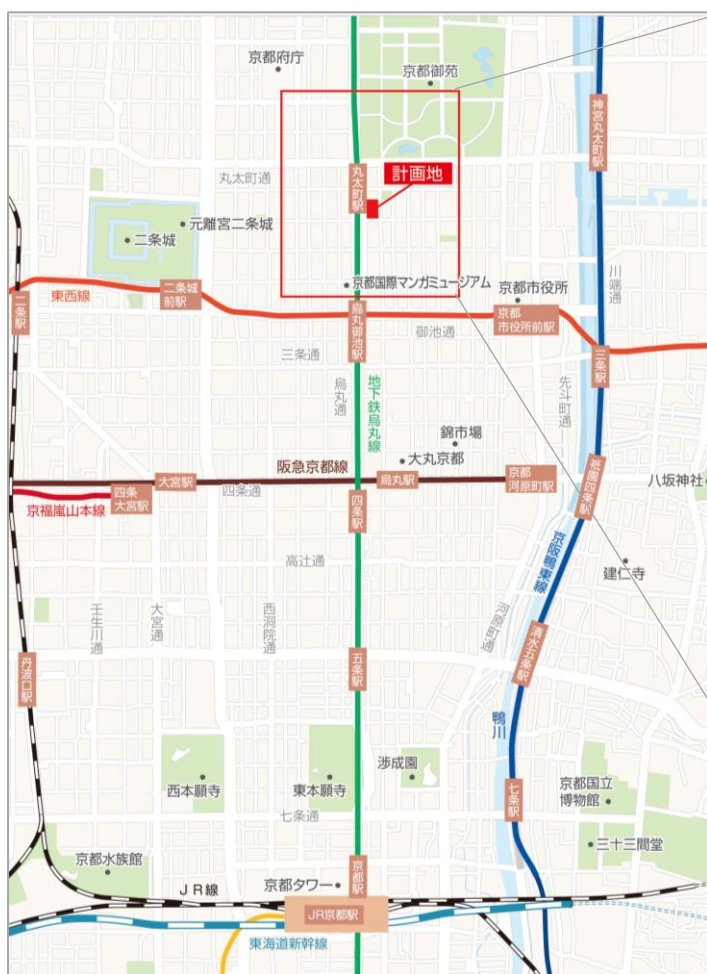 京都府庁
京都御苑
神宮丸太町駅
丸太町通
丸太町駅
計画地
元離宮二条城
二条城
京都国際マンガミュージアム
京都市役所
川端通
東西線
二条城
前駅
二条駅
烏丸御池駅
御池通
京都
市役所前駅
三条通
三条駅
烏丸通
地下鉄烏丸線
先斗町通
錦市場
大丸京都
阪急京都線
大宮駅
四条通
烏丸駅
京都
河原町駅
祇園四条駅
八坂神社
四条
大宮駅
京福嵐山本線
四条駅
高辻通
京阪鴨東線
建仁寺
壬生川通
大宮通
西洞院通
河原町通
清水五条駅
丹波口駅
五条駅
鴨川
西本願寺
東本願寺
渉成園
七条通
七条駅
京都国立
博物館
三十三間堂
京都水族館
京都駅
JR線
京都タワー
JR京都駅
東海道新幹線